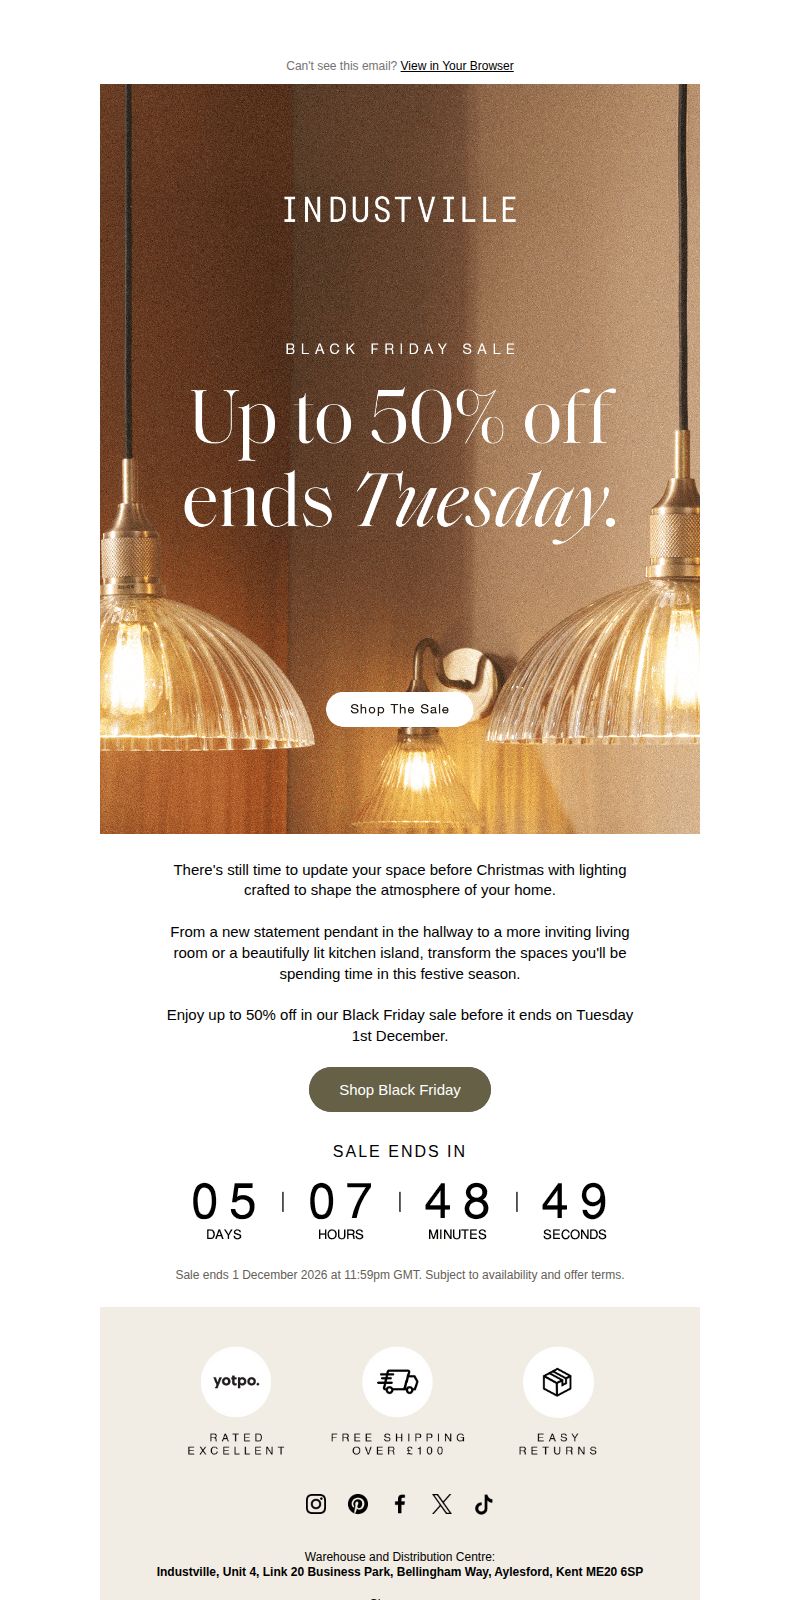 Can't see this email? View in Your Browser
INDUSTVILLE
BLACK FRIDAY SALE
Up to 50% off
ends Tuesday.
Shop The Sale
There's still time to update your space before Christmas with lighting
crafted to shape the atmosphere of your home.
From a new statement pendant in the hallway to a more inviting living
room or a beautifully lit kitchen island, transform the spaces you'll be
spending time in this festive season.
Enjoy up to 50% off in our Black Friday sale before it ends on Tuesday
1st December.
Shop Black Friday
SALE ENDS IN
05 | 07 | 48 | 49
DAYS HOURS MINUTES SECONDS
Sale ends 1 December 2026 at 11:59pm GMT. Subject to availability and offer terms.
yotpo.
RATED
EXCELLENT
FREE SHIPPING
OVER £100
EASY
RETURNS
Warehouse and Distribution Centre:
Industville, Unit 4, Link 20 Business Park, Bellingham Way, Aylesford, Kent ME20 6SP